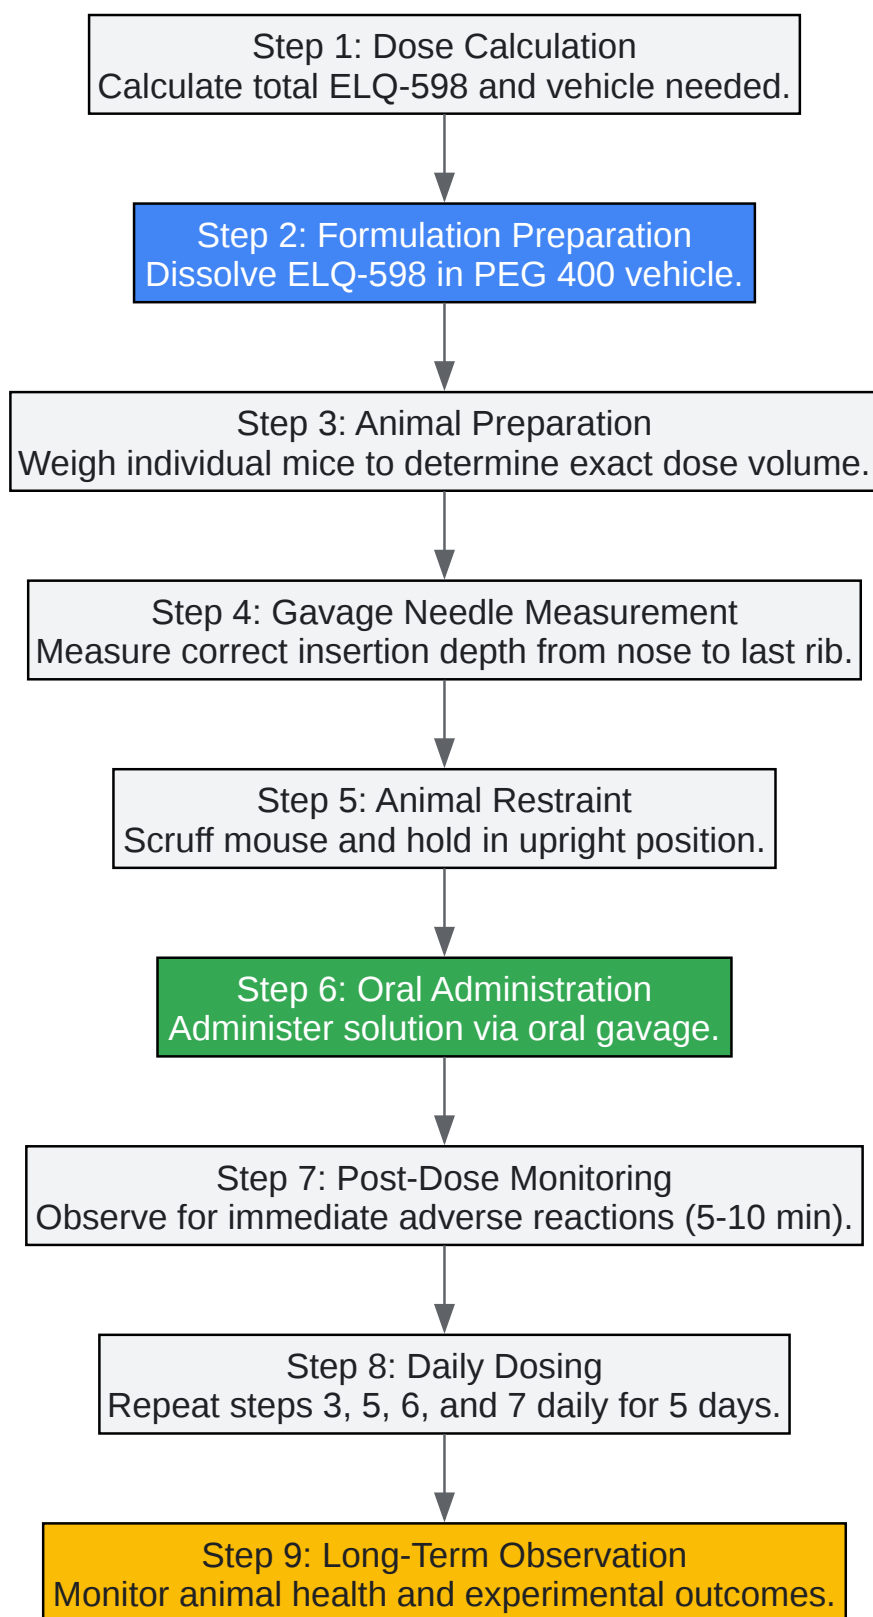 Step 1: Dose Calculation
Calculate total ELQ-598 and vehicle needed.
Step 2: Formulation Preparation
Dissolve ELQ-598 in PEG 400 vehicle.
Step 3: Animal Preparation
Weigh individual mice to determine exact dose volume.
Step 4: Gavage Needle Measurement
Measure correct insertion depth from nose to last rib.
Step 5: Animal Restraint
Scruff mouse and hold in upright position.
Step 6: Oral Administration
Administer solution via oral gavage.
Step 7: Post-Dose Monitoring
Observe for immediate adverse reactions (5-10 min).
Step 8: Daily Dosing
Repeat steps 3, 5, 6, and 7 daily for 5 days.
Step 9: Long-Term Observation
Monitor animal health and experimental outcomes.